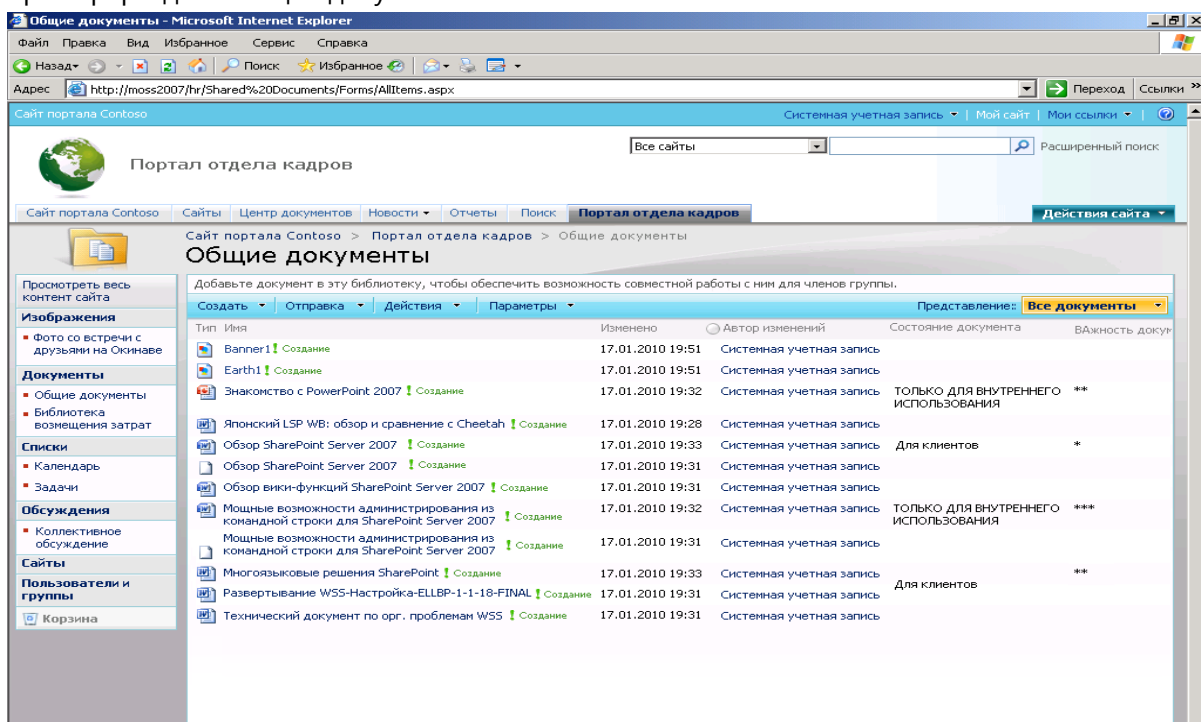 Общие документы - Microsoft Internet Explorer
Файл Правка Вид Избранное Сервис Справка
Назад Поиск Избранное
Адрес http://moss2007/hr/Shared%20Documents/Forms/AllItems.aspx Переход Ссылки »
Сайт портала Contoso Системная учетная запись | Мой сайт | Мои ссылки |
Все сайты Расширенный поиск
Портал отдела кадров
Сайт портала Contoso Сайты Центр документов Новости Отчеты Поиск Портал отдела кадров Действия сайта
Сайт портала Contoso > Портал отдела кадров > Общие документы
Общие документы
Просмотреть весь
контент сайта
Изображения
Фото со встречи с
друзьями на Окинаве
Документы
Общие документы
Библиотека
возмещения затрат
Списки
Календарь
Задачи
Обсуждения
Коллективное
обсуждение
Сайты
Пользователи и
группы
Корзина
Добавьте документ в эту библиотеку, чтобы обеспечить возможность совместной работы с ним для членов группы.
Создать Отправка Действия Параметры Представление:: Все документы
Тип Имя Изменено Автор изменений Состояние документа ВАжность докум
Banner1 ! Создание 17.01.2010 19:51 Системная учетная запись
Earth1 ! Создание 17.01.2010 19:51 Системная учетная запись
Знакомство с PowerPoint 2007 ! Создание 17.01.2010 19:32 Системная учетная запись ТОЛЬКО ДЛЯ ВНУТРЕННЕГО **
ИСПОЛЬЗОВАНИЯ
Японский LSP WB: обзор и сравнение с Cheetah ! Создание 17.01.2010 19:28 Системная учетная запись
Обзор SharePoint Server 2007 ! Создание 17.01.2010 19:33 Системная учетная запись Для клиентов *
Обзор SharePoint Server 2007 ! Создание 17.01.2010 19:31 Системная учетная запись
Обзор вики-функций SharePoint Server 2007 ! Создание 17.01.2010 19:31 Системная учетная запись
Мощные возможности администрирования из
командной строки для SharePoint Server 2007 ! Создание 17.01.2010 19:32 Системная учетная запись ТОЛЬКО ДЛЯ ВНУТРЕННЕГО ***
ИСПОЛЬЗОВАНИЯ
Мощные возможности администрирования из
командной строки для SharePoint Server 2007 ! Создание 17.01.2010 19:31 Системная учетная запись
Многоязыковые решения SharePoint ! Создание 17.01.2010 19:33 Системная учетная запись Для клиентов **
Развертывание WSS-Настройка-ELLBP-1-1-18-FINAL ! Создание 17.01.2010 19:31 Системная учетная запись
Технический документ по орг. проблемам WSS ! Создание 17.01.2010 19:31 Системная учетная запись